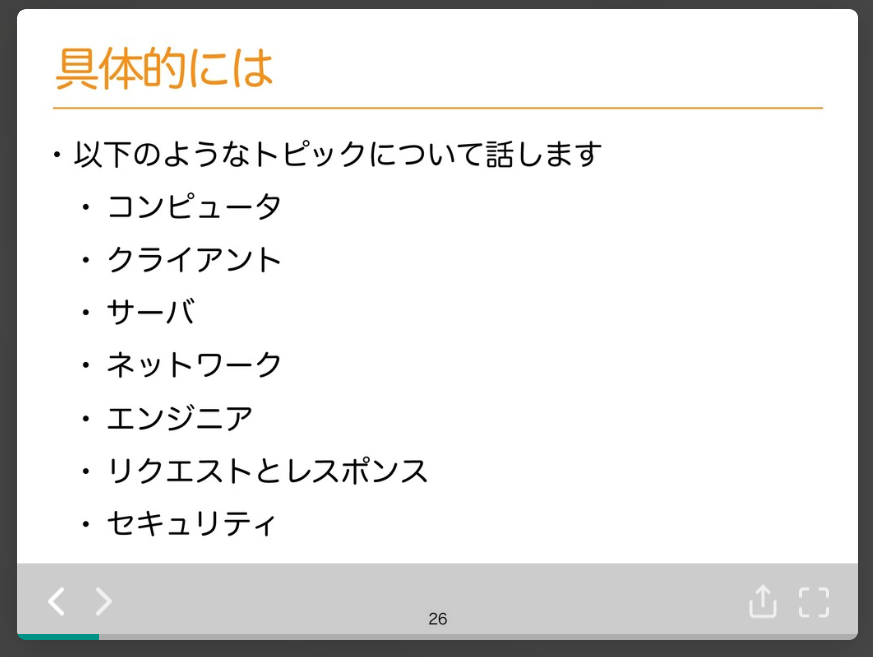 具体的には
・以下のようなトピックについて話します
・ コンピュータ
・ クライアント
・ サーバ
・ ネットワーク
・ エンジニア
・ リクエストとレスポンス
・ セキュリティ
26